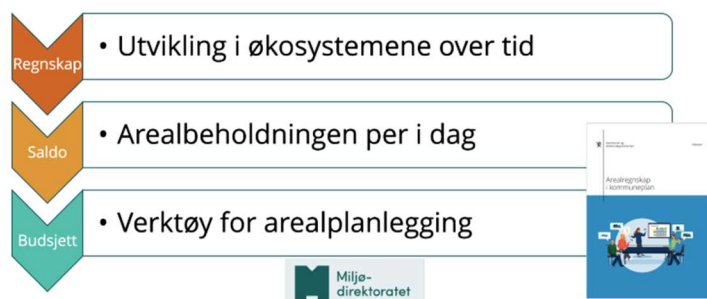 Regnskap
• Utvikling i økosystemene over tid
Saldo
• Arealbeholdningen per i dag
Budsjett
• Verktøy for arealplanlegging
Arealregnskap
i kommuneplan
Miljø-
direktoratet